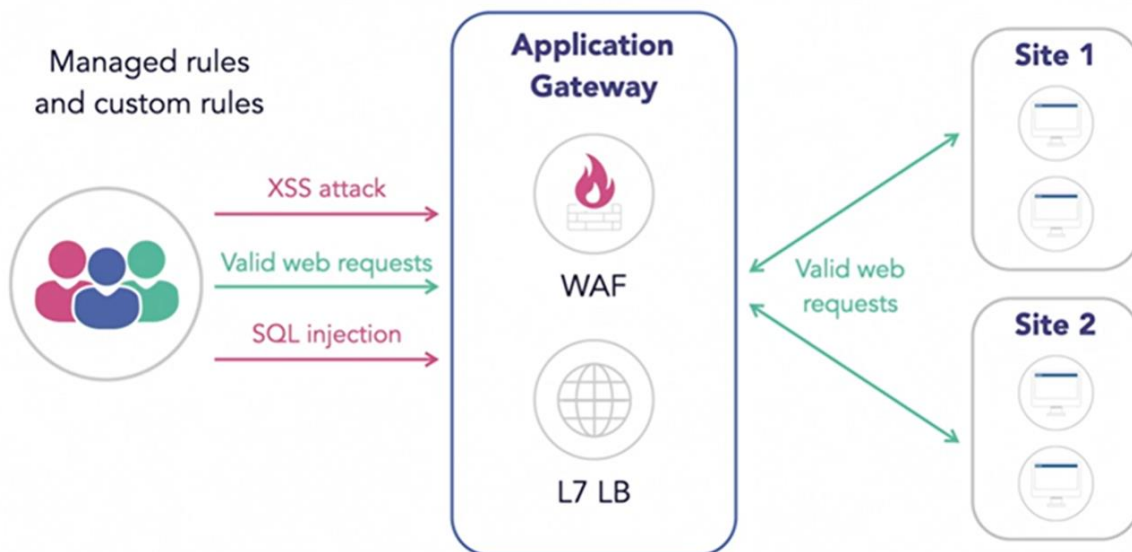 Managed rules
and custom rules
XSS attack
Valid web requests
SQL injection
Application
Gateway
WAF
L7 LB
Valid web
requests
Site 1
Site 2